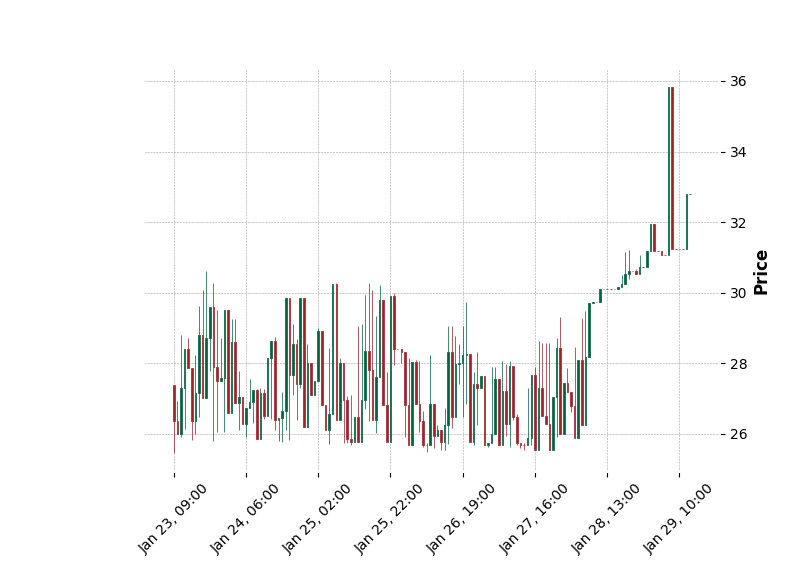 36
34
32
30
28
26
Price
Jan 23, 09:00
Jan 24, 06:00
Jan 25, 02:00
Jan 25, 22:00
Jan 26, 19:00
Jan 27, 16:00
Jan 28, 13:00
Jan 29, 10:00